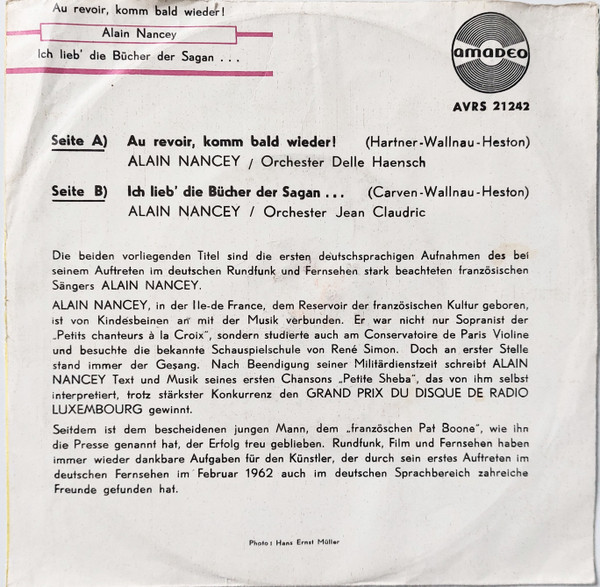 Au revoir, komm bald wieder!
Alain Nancey
Ich lieb' die Bücher der Sagan . . .
amadeo
AVRS 21242
Seite A) Au revoir, komm bald wieder! (Hartner-Wallnau-Heston)
ALAIN NANCEY / Orchester Delle Haensch
Seite B) Ich lieb' die Bücher der Sagan . . . (Carven-Wallnau-Heston)
ALAIN NANCEY / Orchester Jean Claudric
Die beiden vorliegenden Titel sind die ersten deutschsprachigen Aufnahmen des bei
seinem Auftreten im deutschen Rundfunk und Fernsehen stark beachteten französischen
Sängers ALAIN NANCEY.
ALAIN NANCEY, in der Ile-de France, dem Reservoir der französischen Kultur geboren,
ist von Kindesbeinen an mit der Musik verbunden. Er war nicht nur Sopranist der
„Petits chanteurs à la Croix", sondern studierte auch am Conservatoire de Paris Violine
und besuchte die bekannte Schauspielschule von René Simon. Doch an erster Stelle
stand immer der Gesang. Nach Beendigung seiner Militärdienstzeit schreibt ALAIN
NANCEY Text und Musik seines ersten Chansons „Petite Sheba", das von ihm selbst
interpretiert, trotz stärkster Konkurrenz den GRAND PRIX DU DISQUE DE RADIO
LUXEMBOURG gewinnt.
Seitdem ist dem bescheidenen jungen Mann, dem „französchen Pat Boone", wie ihn
die Presse genannt hat, der Erfolg treu geblieben. Rundfunk, Film und Fernsehen haben
immer wieder dankbare Aufgaben für den Künstler, der durch sein erstes Auftreten im
deutschen Fernsehen im Februar 1962 auch im deutschen Sprachbereich zahreiche
Freunde gefunden hat.
Photo: Hans Ernst Müller